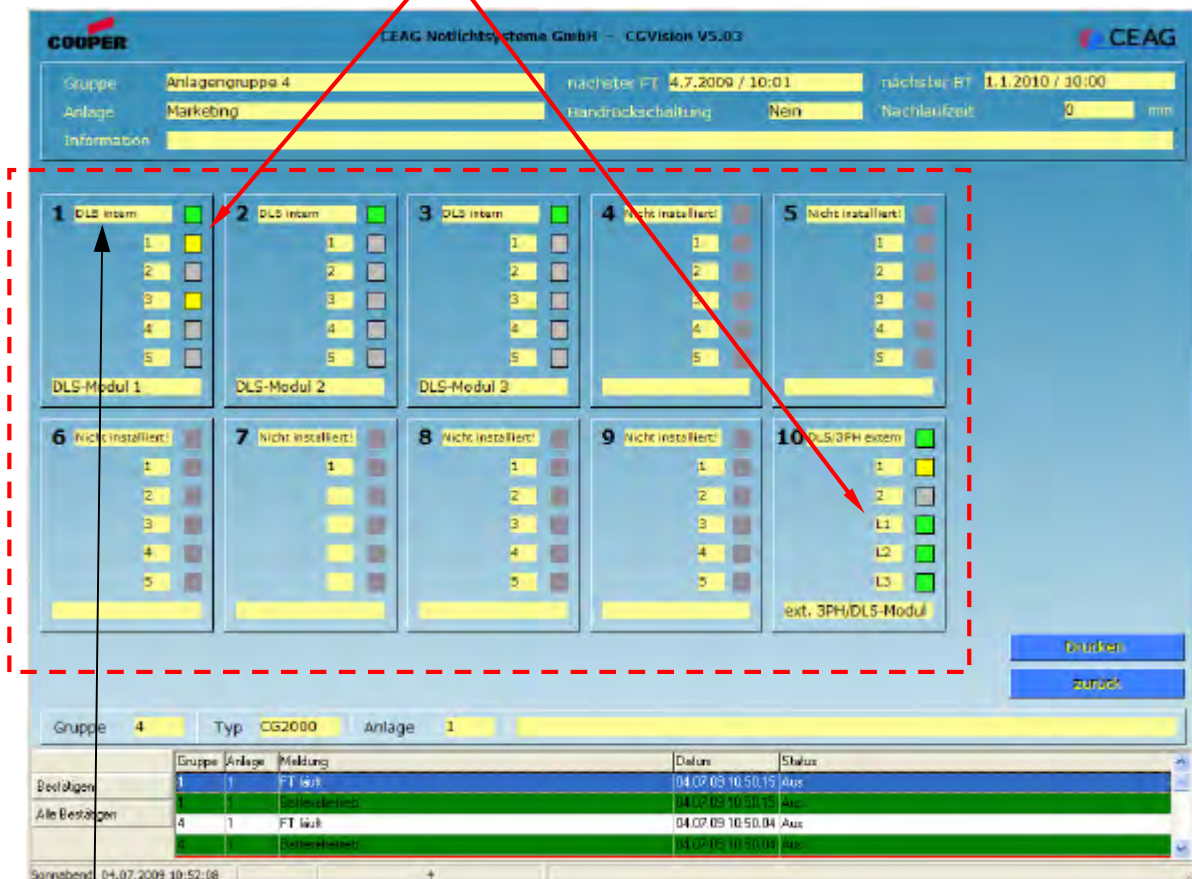 COOPER
CEAG Notlichtsysteme GmbH - CGVision V5.03
CEAG
Gruppe Anlagengruppe 4 nächster FT 4.7.2009 / 10:01 nächster BT 1.1.2010 / 10:00
Anlage Marketing Handrückschaltung Nein Nachlaufzeit 0 min
Information
1 DLS intern
1
2
3
4
5
DLS-Modul 1
2 DLS intern
1
2
3
4
5
DLS-Modul 2
3 DLS intern
1
2
3
4
5
DLS-Modul 3
4 Nicht installiert!
1
2
3
4
5
5 Nicht installiert!
1
2
3
4
5
6 Nicht installiert!
1
2
3
4
5
7 Nicht installiert!
1
8 Nicht installiert!
1
2
3
4
5
9 Nicht installiert!
1
2
3
4
5
10 DLS/3PH extern
1
2
L1
L2
L3
ext. 3PH/DLS-Modul
Drucken
zurück
Gruppe 4 Typ CG2000 Anlage 1
Gruppe Anlage Meldung Datum Status
Bestätigen
Alle Bestätigen
1 1 FT läuft 04.07.09 10:50:15 Aus
1 1 Batteriebetrieb 04.07.09 10:50:15 Aus
4 1 FT läuft 04.07.09 10:50:04 Aus
4 1 Batteriebetrieb 04.07.09 10:50:04 Aus
Sonnabend 04.07.2009 10:52:08 4